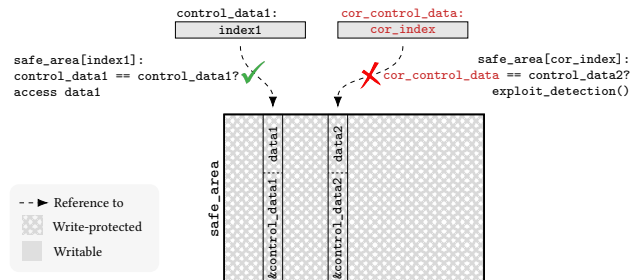 control_data1:
index1
cor_control_data:
cor_index
safe_area[index1]:
control_data1 == control_data1?
access data1
safe_area[cor_index]:
cor_control_data == control_data2?
exploit_detection()
safe_area
&control_data1: data1
&control_data2: data2
Reference to
Write-protected
Writable